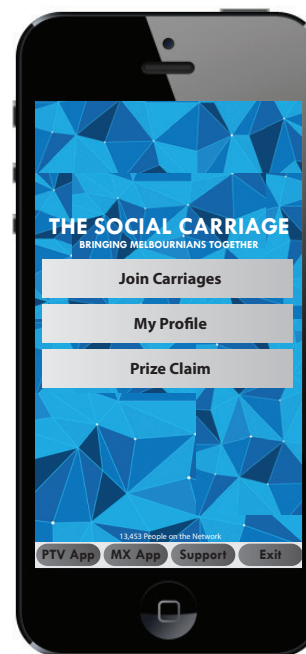 THE SOCIAL CARRIAGE
BRINGING MELBOURNIANS TOGETHER
Join Carriages
My Profile
Prize Claim
13,453 People on the Network
PTV App MX App Support Exit